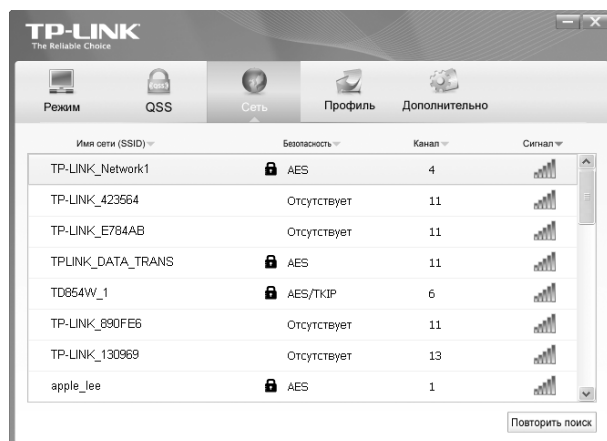 TP-LINK
The Reliable Choice
Режим QSS Сеть Профиль Дополнительно
Имя сети (SSID) Безопасность Канал Сигнал
TP-LINK_Network1 AES 4
TP-LINK_423564 Отсутствует 11
TP-LINK_E784AB Отсутствует 11
TPLINK_DATA_TRANS AES 11
TD854W_1 AES/TKIP 6
TP-LINK_890FE6 Отсутствует 11
TP-LINK_130969 Отсутствует 13
apple_lee AES 1
Повторить поиск